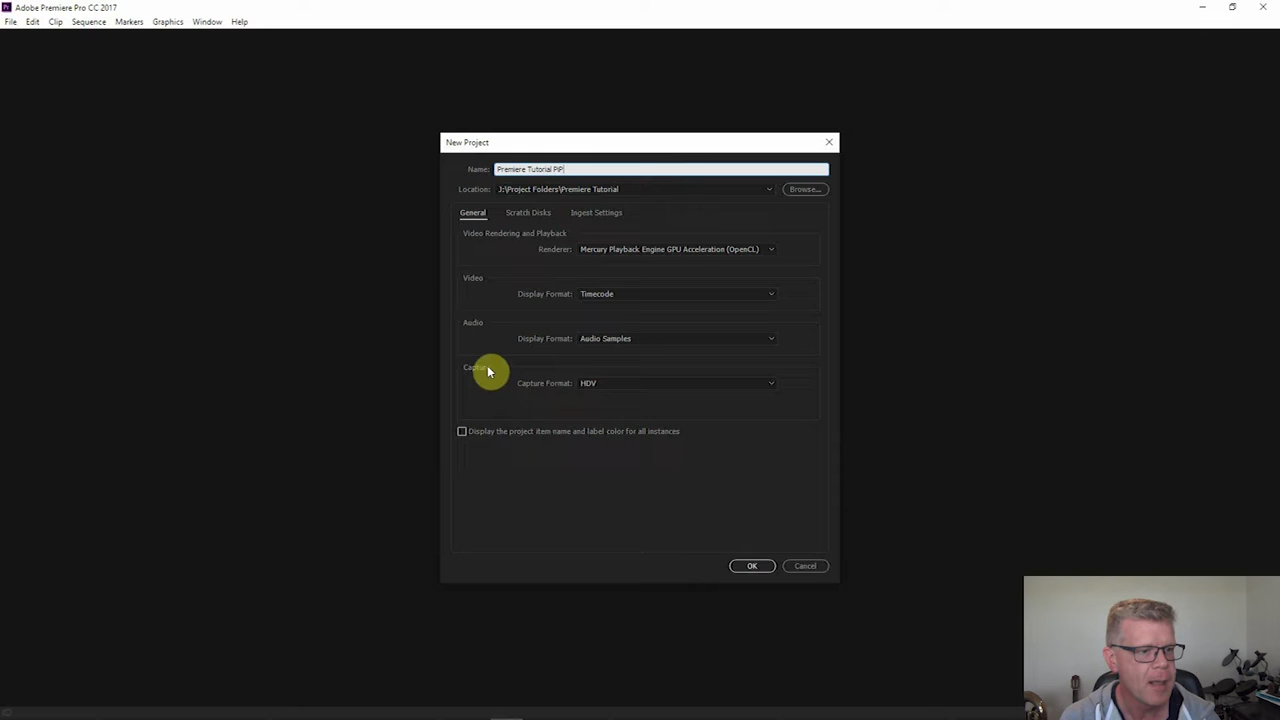 Adobe Premiere Pro CC 2017
File Edit Clip Sequence Markers Graphics Window Help
New Project
Name: Premiere Tutorial PiP
Location: J:\Project Folders\Premiere Tutorial Browse...
General Scratch Disks Ingest Settings
Video Rendering and Playback
Renderer: Mercury Playback Engine GPU Acceleration (OpenCL)
Video
Display Format: Timecode
Audio
Display Format: Audio Samples
Capture Format: HDV
Display the project item name and label color for all instances
OK Cancel